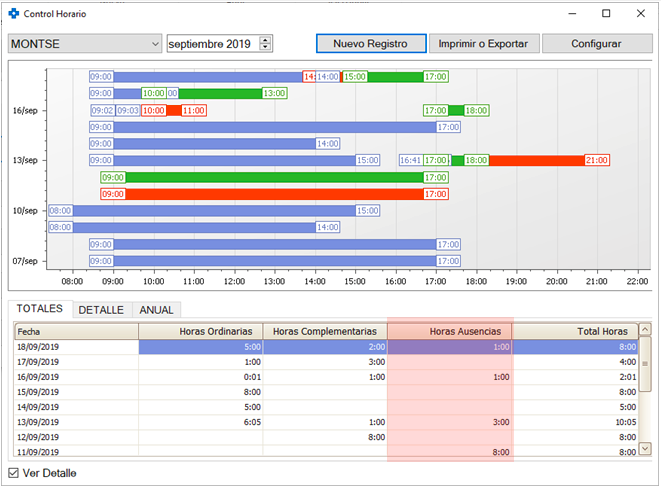 Control Horario
MONTSE septiembre 2019 Nuevo Registro Imprimir o Exportar Configurar
09:00 14:00 15:00 17:00
09:00 10:00 00 13:00
16/sep 09:02 09:03 10:00 11:00 17:00 18:00
09:00 17:00
09:00 14:00
13/sep 09:00 15:00 16:41 17:00 18:00 21:00
09:00 17:00
09:00 17:00
10/sep 08:00 15:00
08:00 14:00
09:00 17:00
07/sep 09:00 17:00
08:00 09:00 10:00 11:00 12:00 13:00 14:00 15:00 16:00 17:00 18:00 19:00 20:00 21:00 22:00
TOTALES DETALLE ANUAL
Fecha Horas Ordinarias Horas Complementarias Horas Ausencias Total Horas
18/09/2019 5:00 2:00 1:00 8:00
17/09/2019 1:00 3:00 4:00
16/09/2019 0:01 1:00 1:00 2:01
15/09/2019 8:00 8:00
14/09/2019 5:00 5:00
13/09/2019 6:05 1:00 3:00 10:05
12/09/2019 8:00 8:00
11/09/2019 8:00 8:00
Ver Detalle